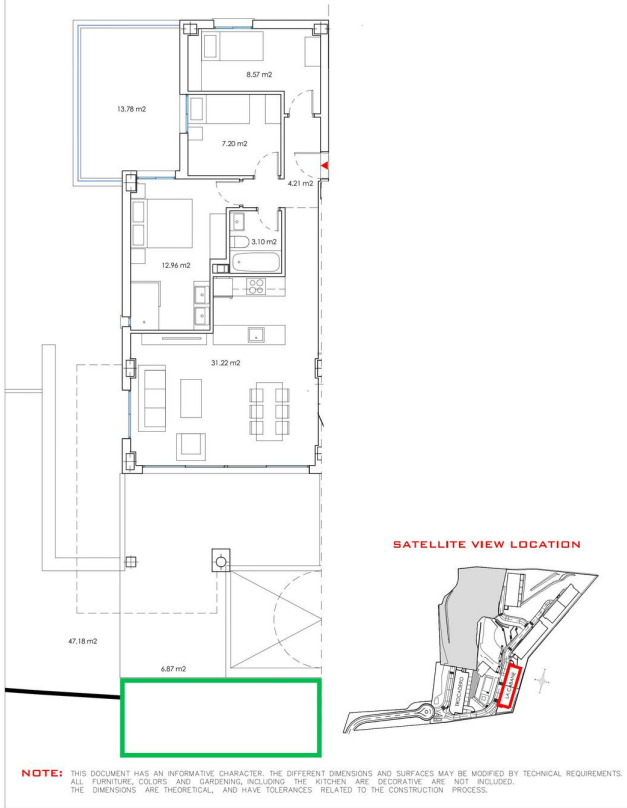 8.57 m2
13.78 m2
7.20 m2
4.21 m2
3.10 m2
12.96 m2
31.22 m2
SATELLITE VIEW LOCATION
47,18 m2
6.87 m2
BIOCASERIO
LA CABANE
NOTE: THIS DOCUMENT HAS AN INFORMATIVE CHARACTER. THE DIFFERENT DIMENSIONS AND SURFACES MAY BE MODIFIED BY TECHNICAL REQUIREMENTS.
ALL FURNITURE, COLORS AND GARDENING, INCLUDING THE KITCHEN ARE DECORATIVE ARE NOT INCLUDED.
THE DIMENSIONS ARE THEORETICAL, AND HAVE TOLERANCES RELATED TO THE CONSTRUCTION PROCESS.